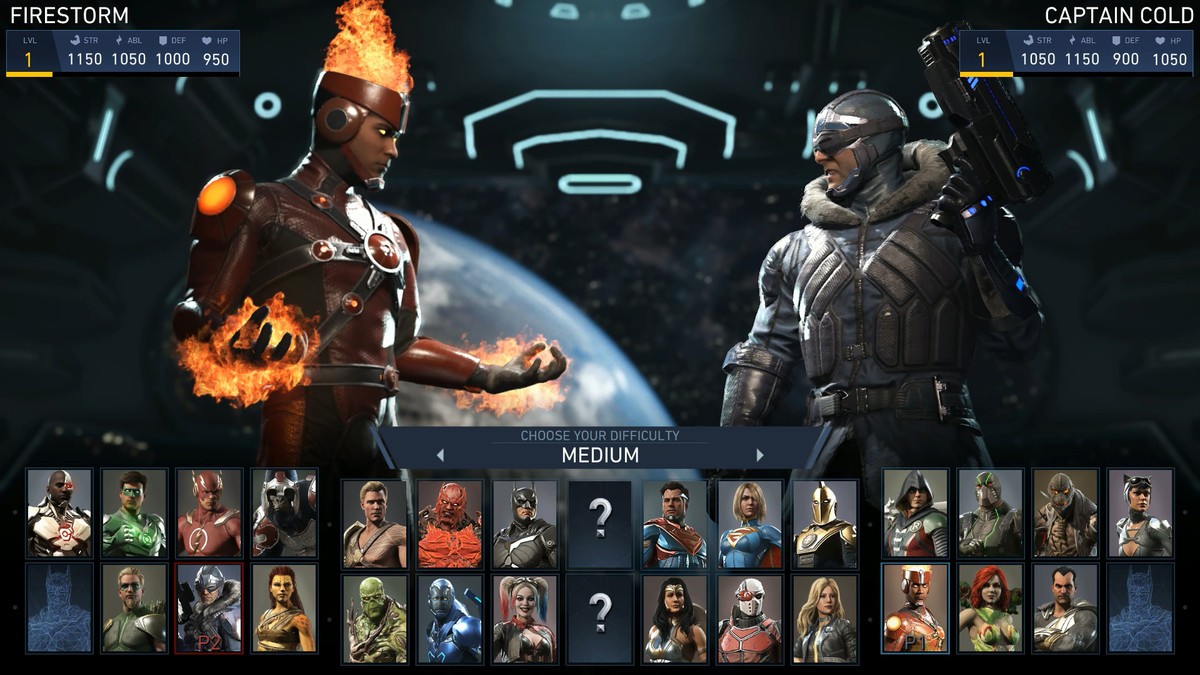 FIRESTORM
LVL STR ABL DEF HP
1 1150 1050 1000 950
CAPTAIN COLD
LVL STR ABL DEF HP
1 1050 1150 900 1050
CHOOSE YOUR DIFFICULTY
MEDIUM
?
?
P2
P1